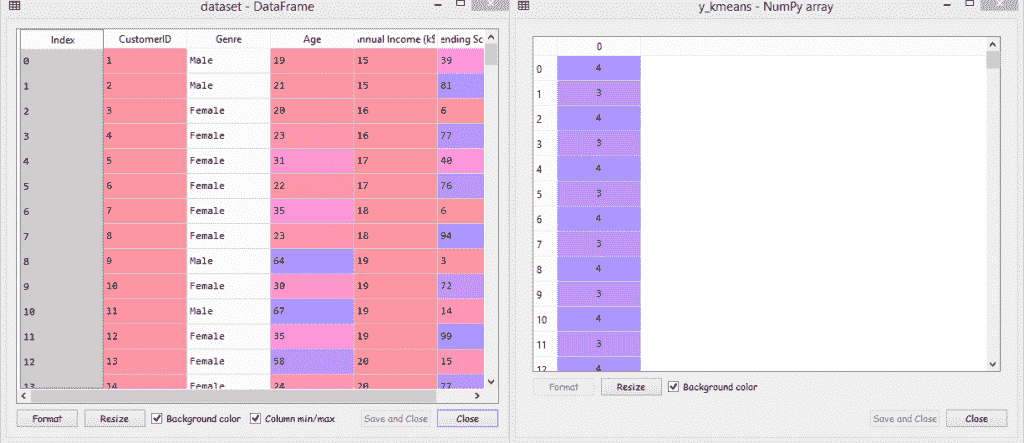 dataset - DataFrame
Index CustomerID Genre Age Annual Income (k$ ending Sc
0 1 Male 19 15 39
1 2 Male 21 15 81
2 3 Female 20 16 6
3 4 Female 23 16 77
4 5 Female 31 17 40
5 6 Female 22 17 76
6 7 Female 35 18 6
7 8 Female 23 18 94
8 9 Male 64 19 3
9 10 Female 30 19 72
10 11 Male 67 19 14
11 12 Female 35 19 99
12 13 Female 58 20 15
13 14 Female 24 20 77
Format Resize Background color Column min/max Save and Close Close
y_kmeans - NumPy array
0
0 4
1 3
2 4
3 3
4 4
5 3
6 4
7 3
8 4
9 3
10 4
11 3
12 4
Format Resize Background color
Save and Close Close